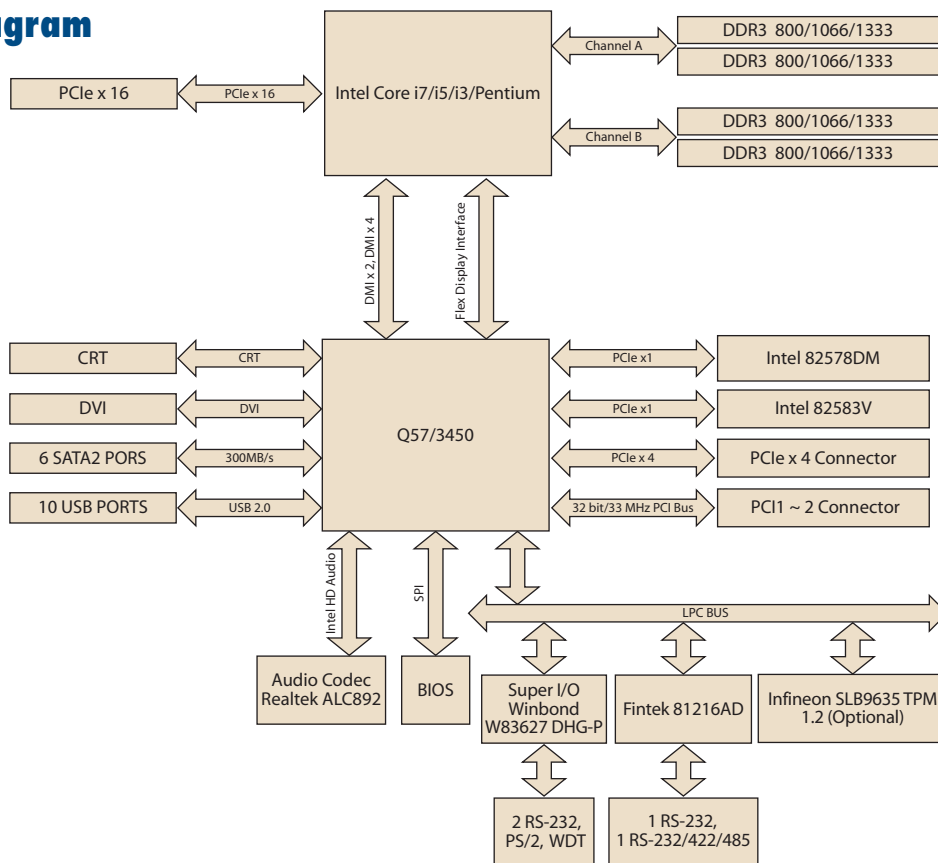 agram
DDR3 800/1066/1333
Channel A
DDR3 800/1066/1333
PCIe x 16
PCIe x 16
Intel Core i7/i5/i3/Pentium
DDR3 800/1066/1333
Channel B
DDR3 800/1066/1333
DMI x 2, DMI x 4
Flex Display Interface
CRT
CRT
PCIe x1
Intel 82578DM
DVI
DVI
Q57/3450
PCIe x1
Intel 82583V
6 SATA2 PORS
300MB/s
PCIe x 4
PCIe x 4 Connector
10 USB PORTS
USB 2.0
32 bit/33 MHz PCI Bus
PCI1 ~ 2 Connector
Intel HD Audio
SPI
LPC BUS
Audio Codec
Realtek ALC892
BIOS
Super I/O
Winbond
W83627 DHG-P
Fintek 81216AD
Infineon SLB9635 TPM
1.2 (Optional)
2 RS-232,
PS/2, WDT
1 RS-232,
1 RS-232/422/485